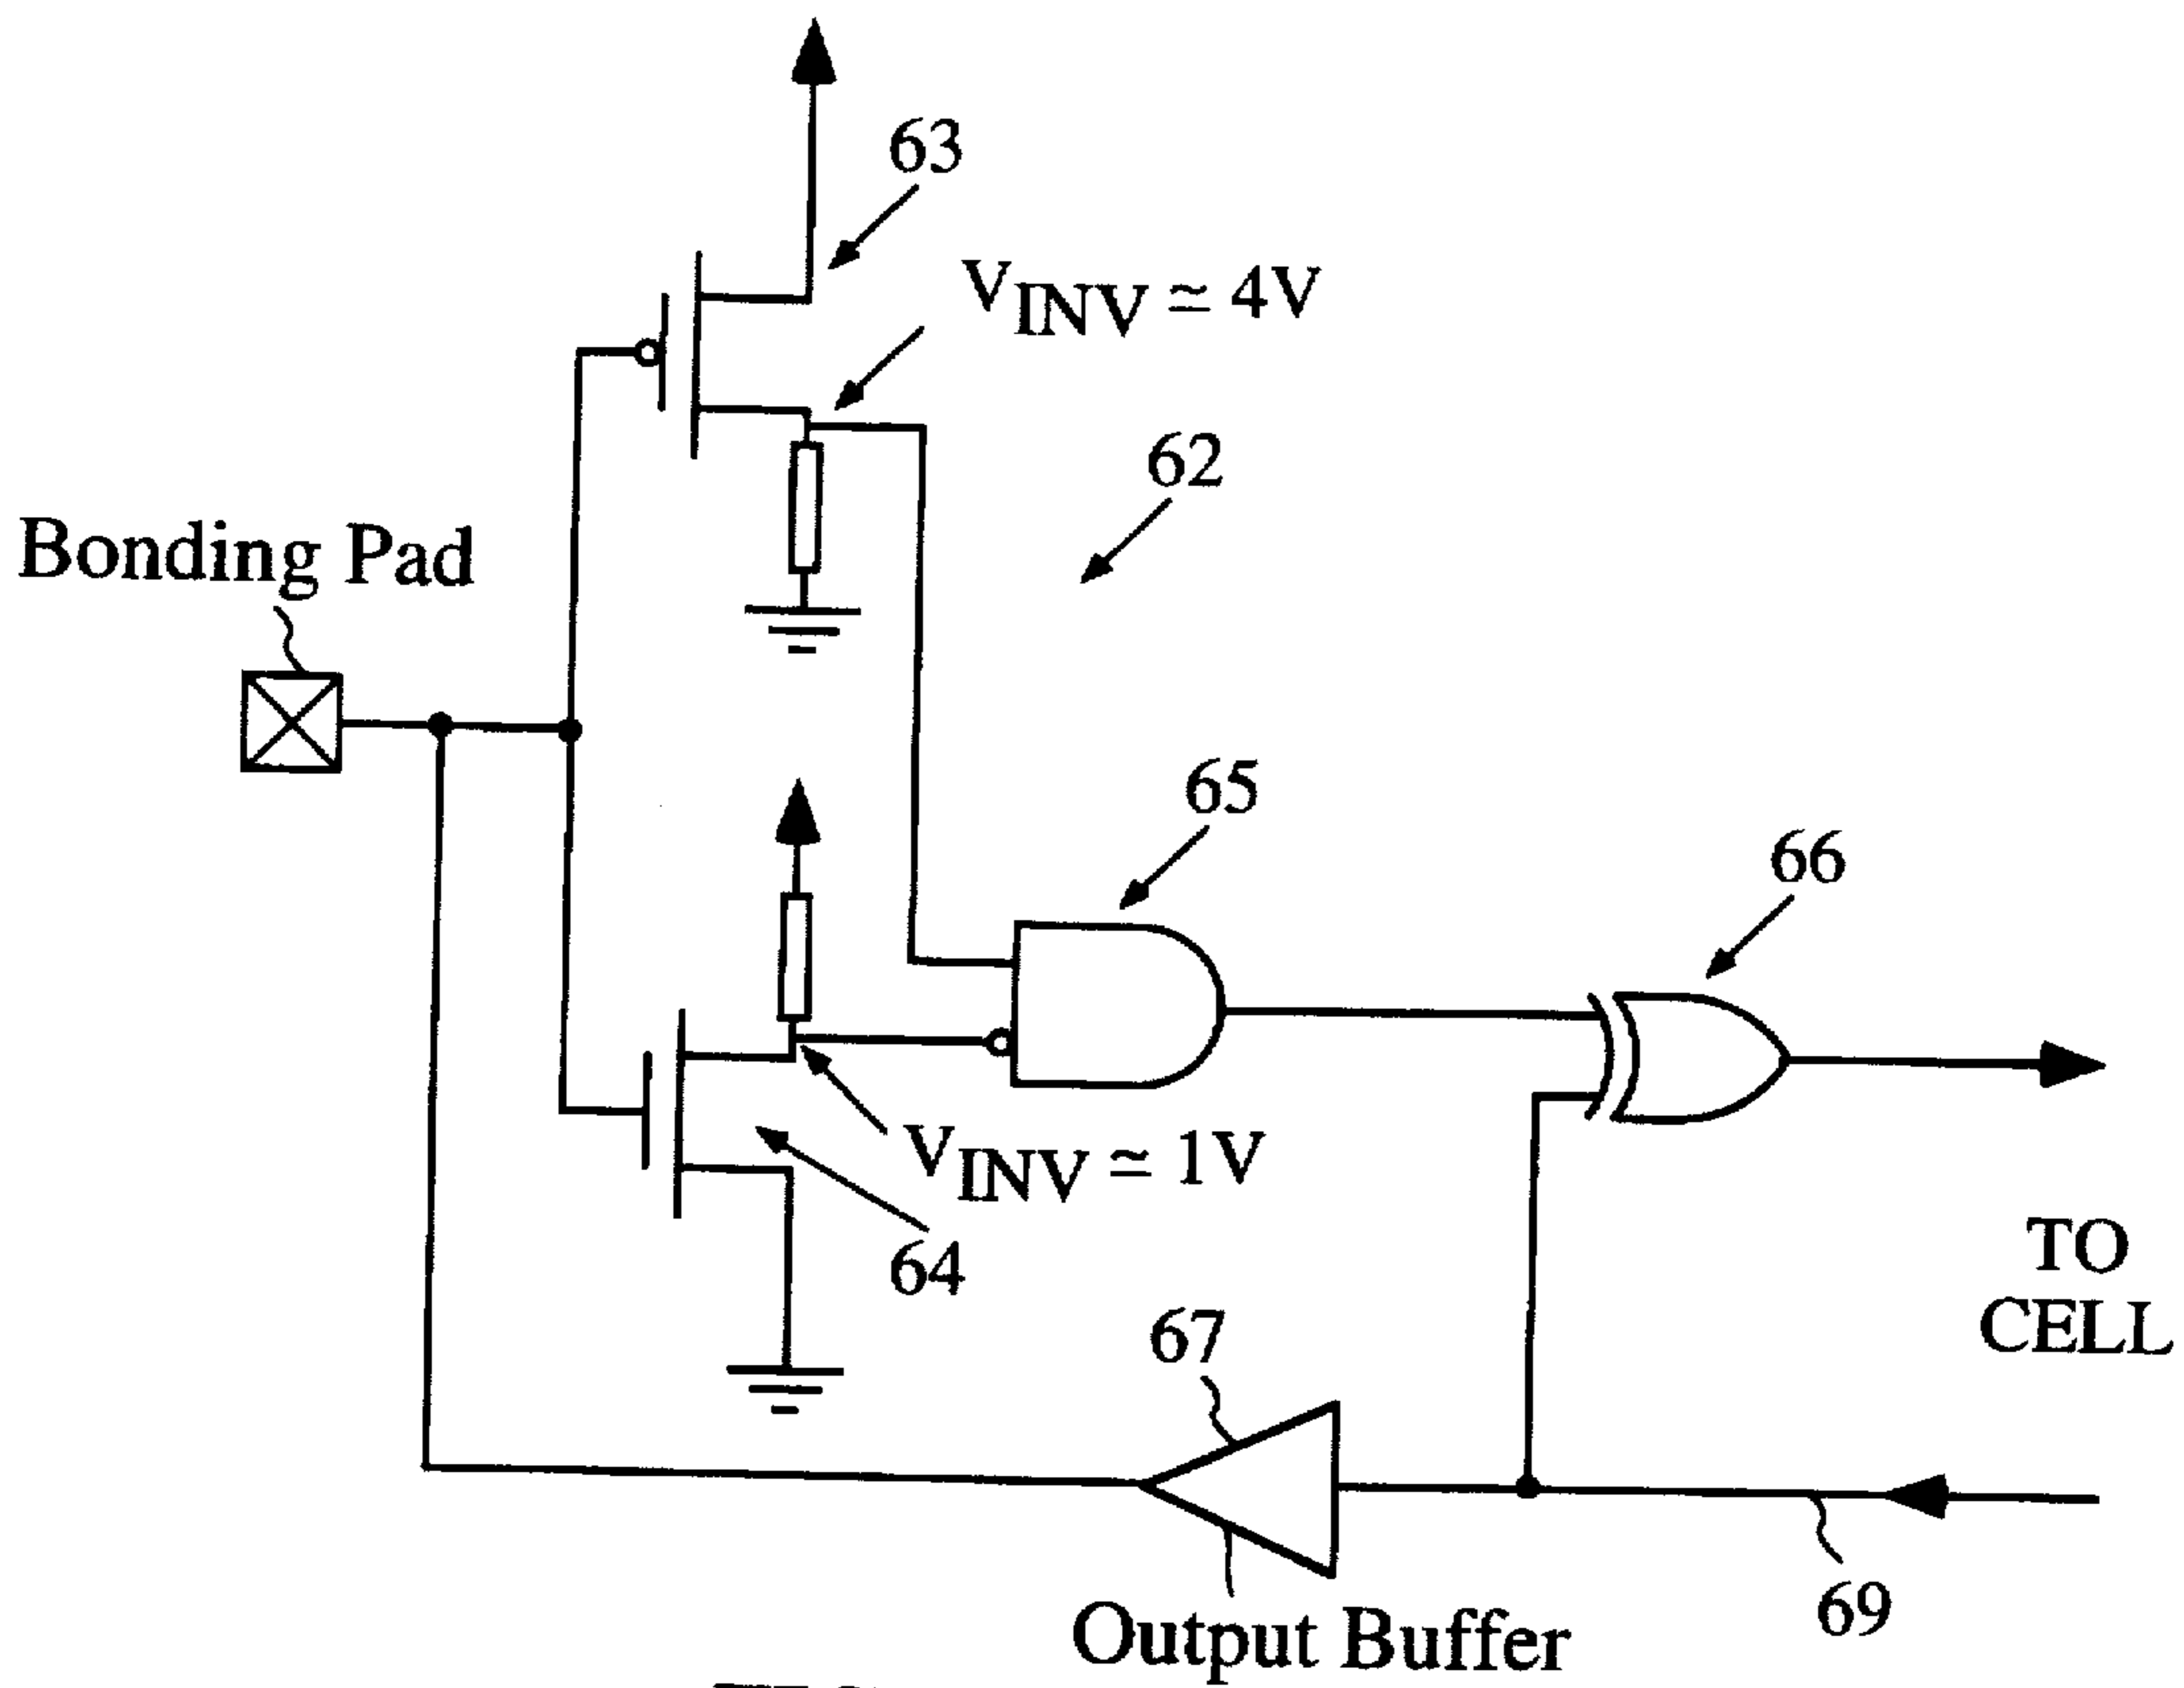 63
VINV ≃ 4V
62
Bonding Pad
65
66
VINV ≃ 1V
64
TO
CELL
67
69
Output Buffer